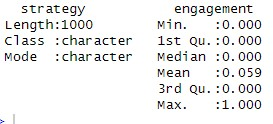 strategy engagement
Length:1000 Min. :0.000
Class :character 1st Qu.:0.000
Mode :character Median :0.000
Mean :0.059
3rd Qu.:0.000
Max. :1.000
>